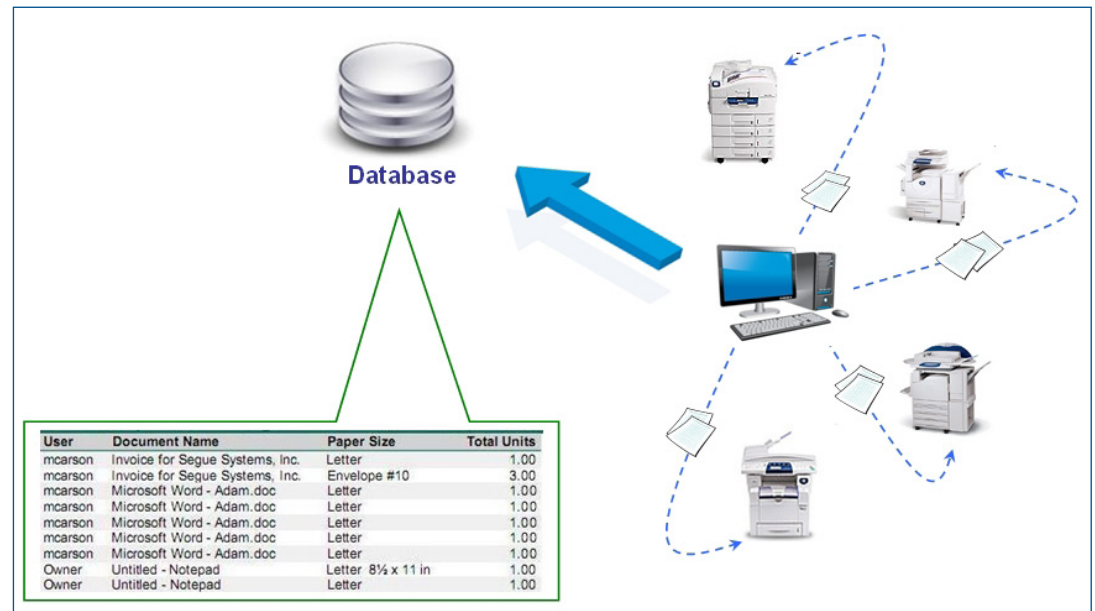 Database
User Document Name Paper Size Total Units
mcarson Invoice for Segue Systems, Inc. Letter 1.00
mcarson Invoice for Segue Systems, Inc. Envelope #10 3.00
mcarson Microsoft Word - Adam.doc Letter 1.00
mcarson Microsoft Word - Adam.doc Letter 1.00
mcarson Microsoft Word - Adam.doc Letter 1.00
mcarson Microsoft Word - Adam.doc Letter 1.00
mcarson Microsoft Word - Adam.doc Letter 1.00
Owner Untitled - Notepad Letter 8½ x 11 in 1.00
Owner Untitled - Notepad Letter 1.00